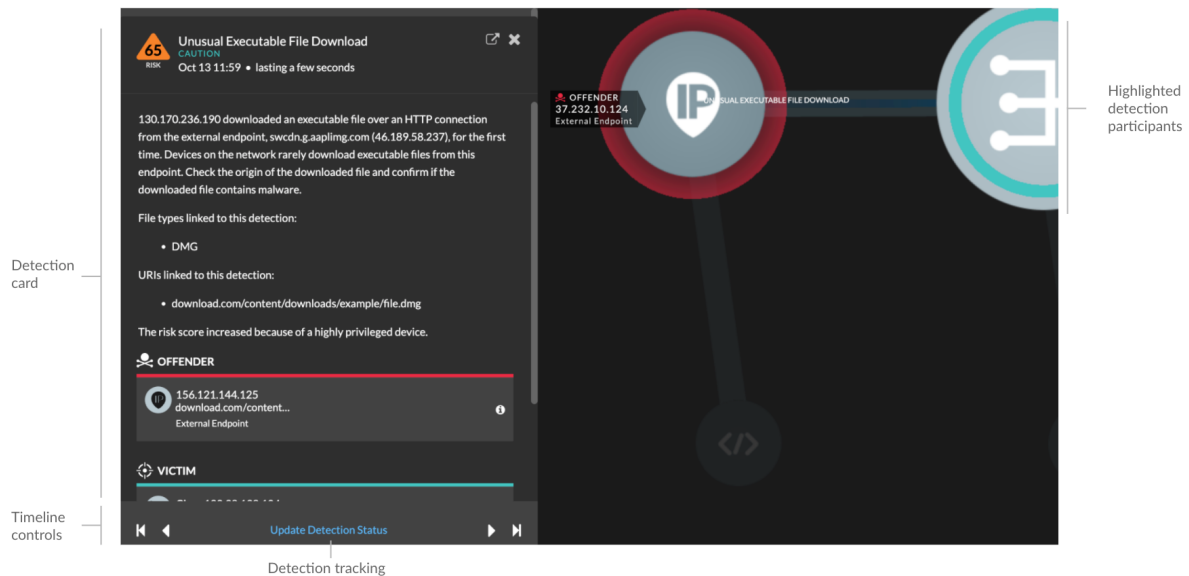 65
RISK
Unusual Executable File Download
CAUTION
Oct 13 11:59 • lasting a few seconds
130.170.236.190 downloaded an executable file over an HTTP connection
from the external endpoint, swcdn.g.aaplimg.com (46.189.58.237), for the first
time. Devices on the network rarely download executable files from this
endpoint. Check the origin of the downloaded file and confirm if the
downloaded file contains malware.
File types linked to this detection:
• DMG
URIs linked to this detection:
• download.com/content/downloads/example/file.dmg
The risk score increased because of a highly privileged device.
OFFENDER
IP
156.121.144.125
download.com/content...
External Endpoint
VICTIM
Update Detection Status
OFFENDER
37.232.10.124
External Endpoint
IP
UNUSUAL EXECUTABLE FILE DOWNLOAD
</>
Detection
card
Timeline
controls
Detection tracking
Highlighted
detection
participants